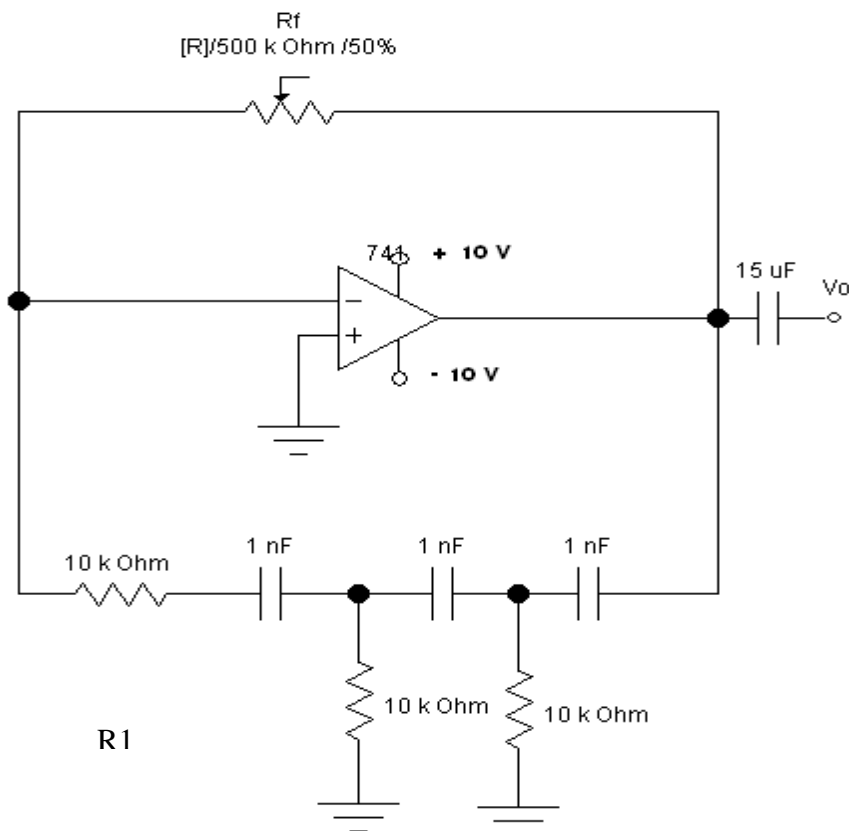 Rf
[R]/500 k Ohm /50%
741
+ 10 V
15 uF
Vo
−
+
- 10 V
1 nF
1 nF
1 nF
10 k Ohm
10 k Ohm
10 k Ohm
R1